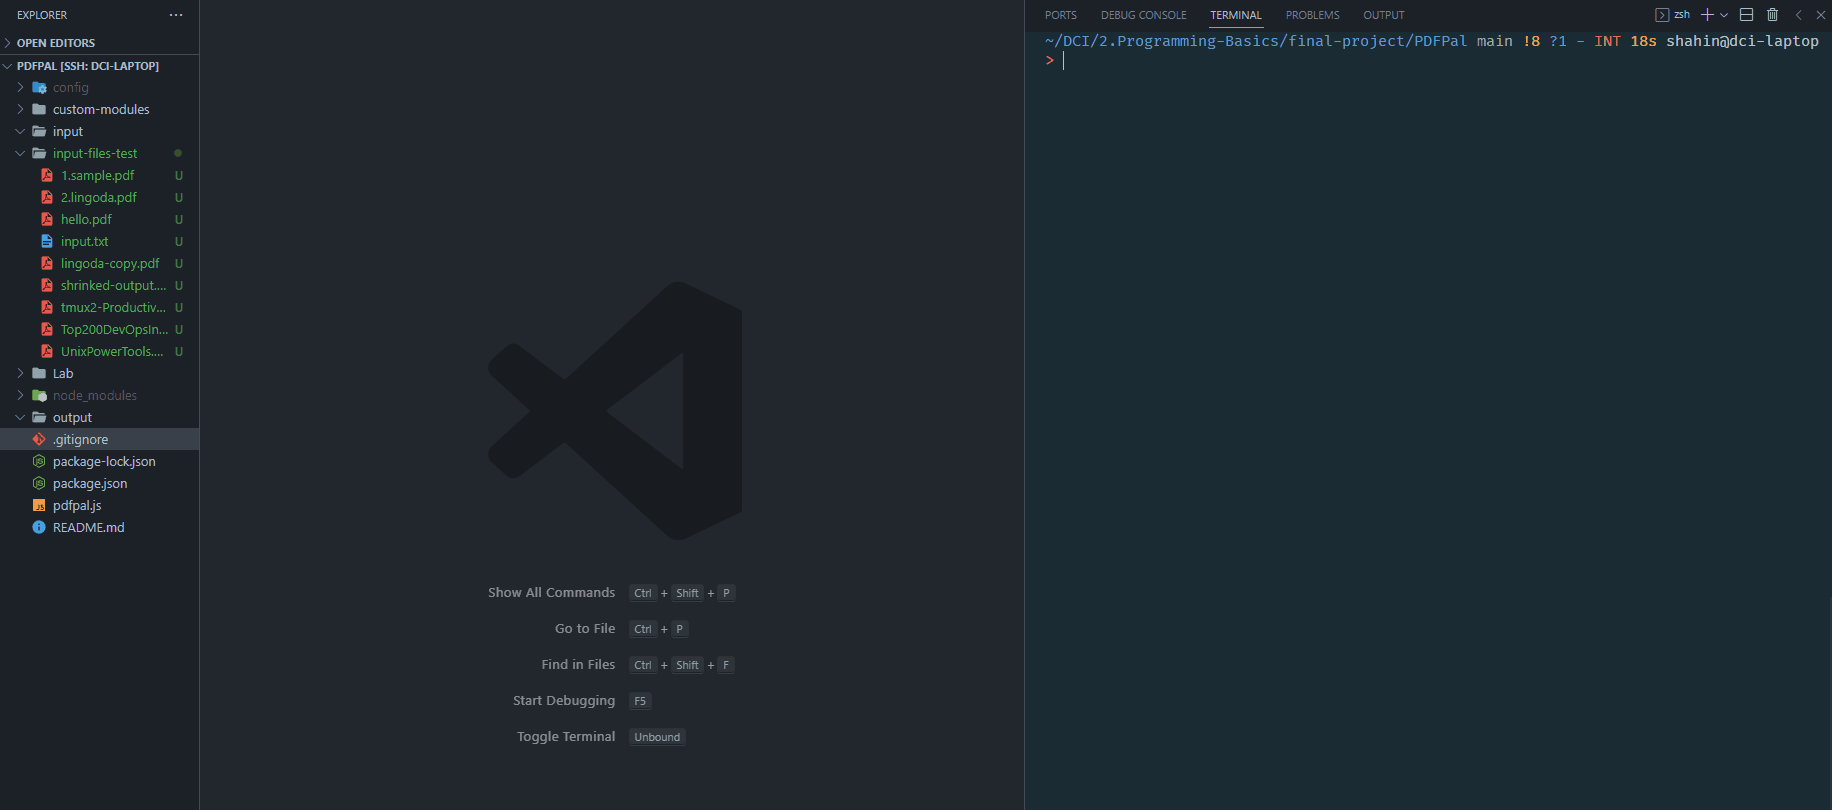 EXPLORER
OPEN EDITORS
PDFPAL [SSH: DCI-LAPTOP]
config
custom-modules
input
input-files-test
1.sample.pdf U
2.lingoda.pdf U
hello.pdf U
input.txt U
lingoda-copy.pdf U
shrinked-output.... U
tmux2-Productiv... U
Top200DevOpsIn... U
UnixPowerTools.... U
Lab
node_modules
output
.gitignore
package-lock.json
package.json
pdfpal.js
README.md
Show All Commands Ctrl + Shift + P
Go to File Ctrl + P
Find in Files Ctrl + Shift + F
Start Debugging F5
Toggle Terminal Unbound
PORTS DEBUG CONSOLE TERMINAL PROBLEMS OUTPUT zsh
~/DCI/2.Programming-Basics/final-project/PDFPal main !8 ?1 - INT 18s shahin@dci-laptop
>